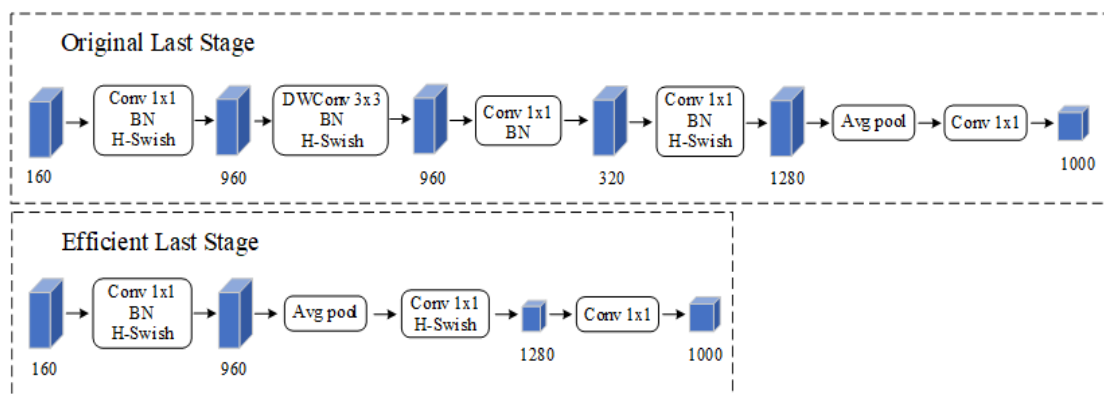 Original Last Stage
Conv 1x1
BN
H-Swish
DWConv 3x3
BN
H-Swish
Conv 1x1
BN
Conv 1x1
BN
H-Swish
Avg pool
Conv 1x1
160
960
960
320
1280
1000
Efficient Last Stage
Conv 1x1
BN
H-Swish
Avg pool
Conv 1x1
H-Swish
Conv 1x1
160
960
1280
1000